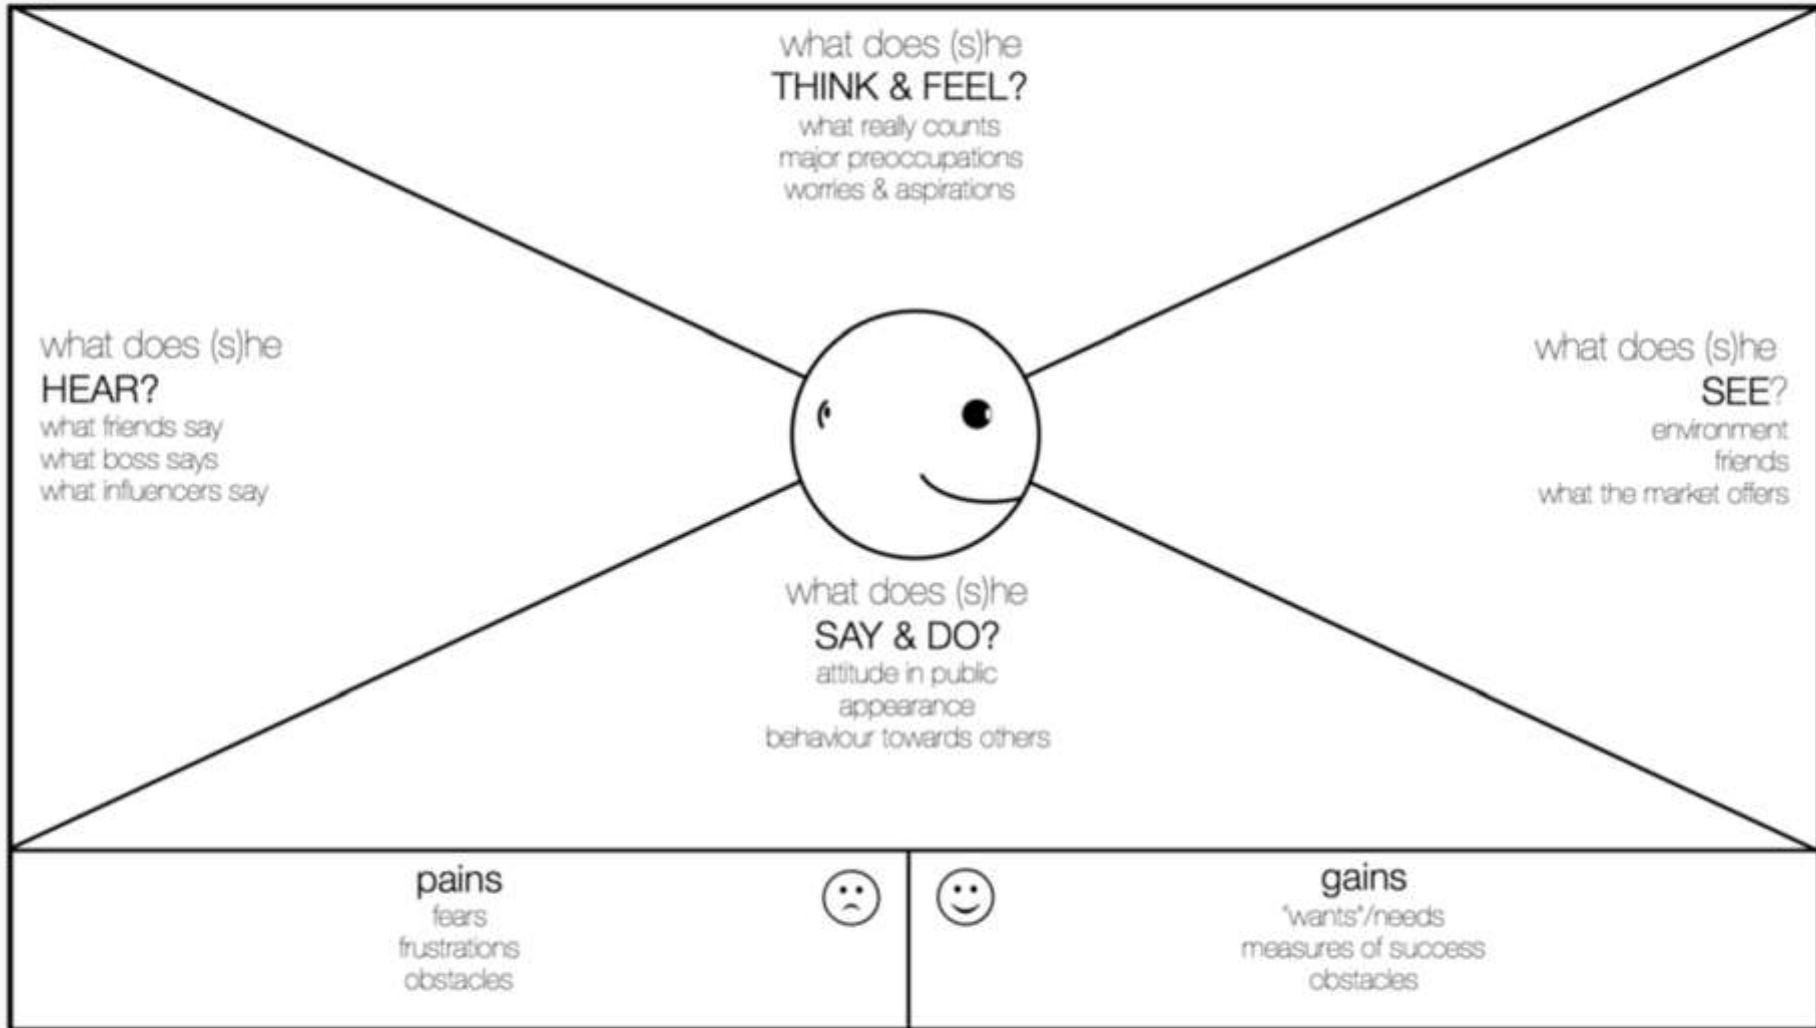 what does (s)he
THINK & FEEL?
what really counts
major preoccupations
worries & aspirations
what does (s)he
HEAR?
what friends say
what boss says
what influencers say
what does (s)he
SEE?
environment
friends
what the market offers
what does (s)he
SAY & DO?
attitude in public
appearance
behaviour towards others
pains
fears
frustrations
obstacles
gains
"wants"/needs
measures of success
obstacles